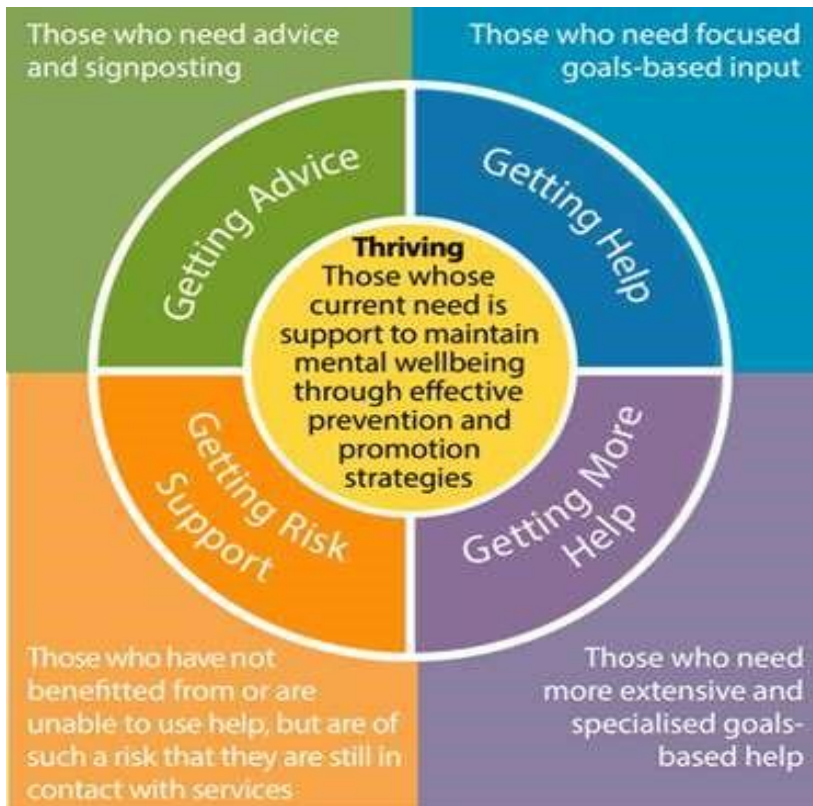 Those who need advice
and signposting
Those who need focused
goals-based input
Getting Advice
Getting Help
Thriving
Those whose
current need is
support to maintain
mental wellbeing
through effective
prevention and
promotion
strategies
Getting Risk
Support
Getting More
Help
Those who have not
benefitted from or are
unable to use help, but are of
such a risk that they are still in
contact with services
Those who need
more extensive and
specialised goals-
based help